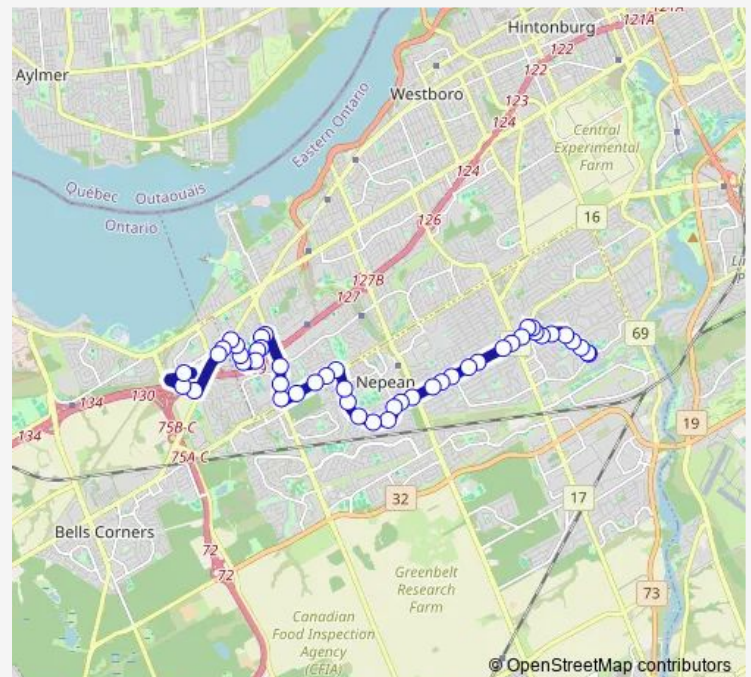 121A
Hintonburg
121A
122
Aylmer
122
Westboro
123
124
Eastern Ontario
Central
Experimental
Farm
124
Québec Outaouais
126
16
Ontario
127B
127
69
134
130
Nepean
134
75B-C
19
75A-C
32
17
Bells Corners
72
72
Greenbelt
Research
Farm
73
Canadian
Food Inspection
Agency
(CFIA)
© OpenStreetMap contributors